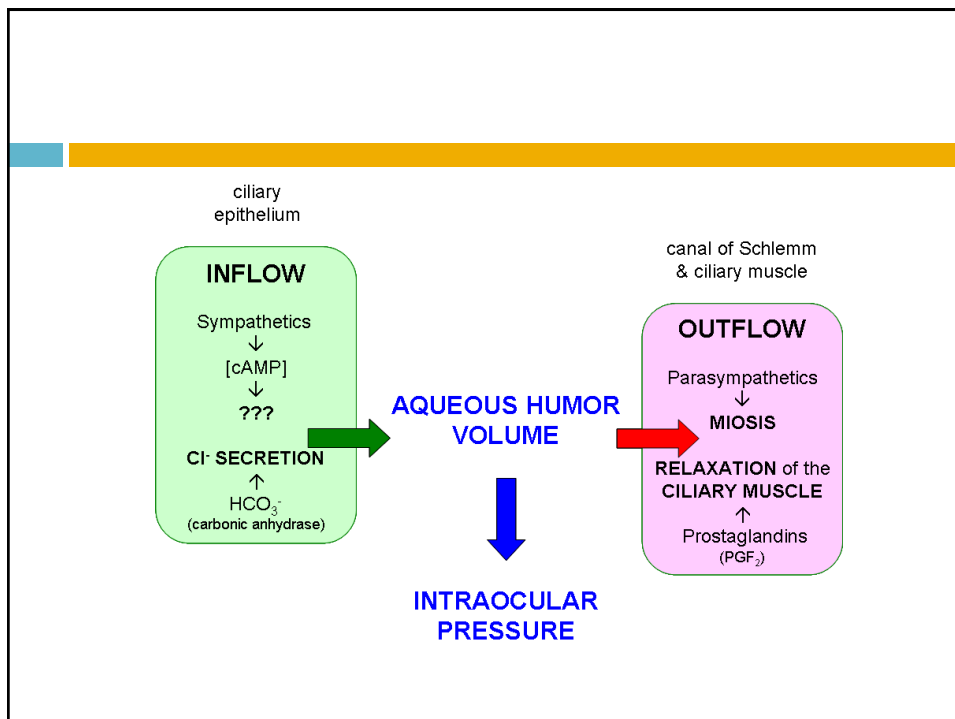 ciliary
epithelium
INFLOW
Sympathetics
↓
[cAMP]
↓
???
Cl⁻ SECRETION
↑
HCO₃⁻
(carbonic anhydrase)
AQUEOUS HUMOR
VOLUME
INTRAOCULAR
PRESSURE
canal of Schlemm
& ciliary muscle
OUTFLOW
Parasympathetics
↓
MIOSIS
RELAXATION of the
CILIARY MUSCLE
↑
Prostaglandins
(PGF₂)